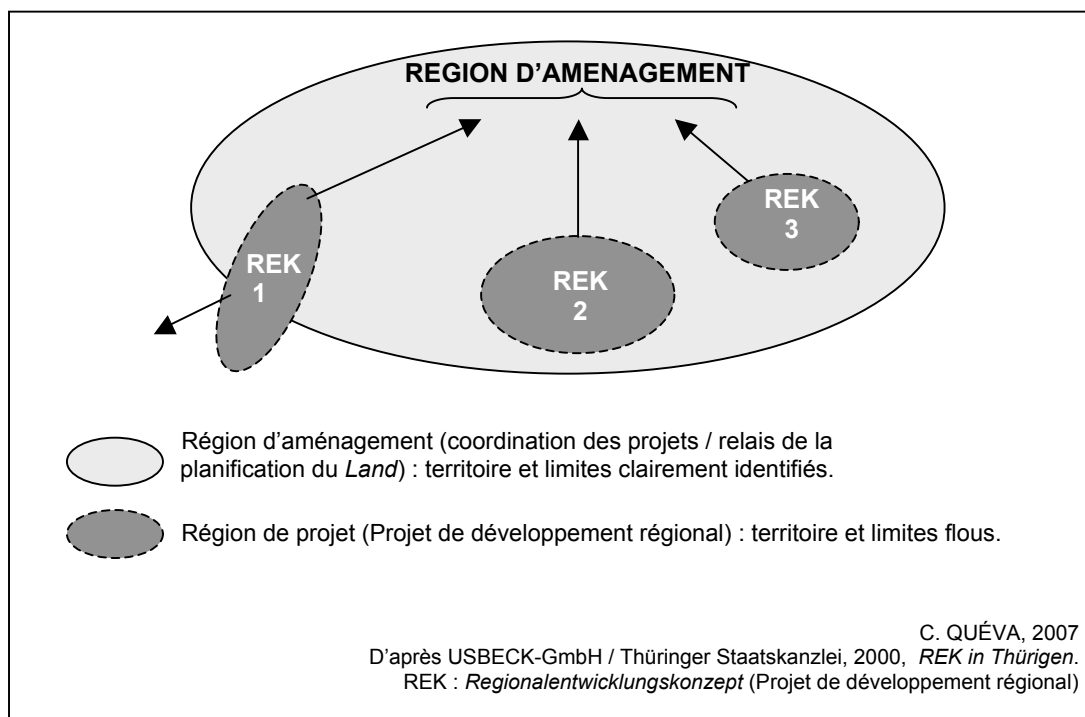 REGION D’AMENAGEMENT
REK
1
REK
2
REK
3
Région d’aménagement (coordination des projets / relais de la
planification du Land) : territoire et limites clairement identifiés.
Région de projet (Projet de développement régional) : territoire et limites flous.
C. QUÉVA, 2007
D’après USBECK-GmbH / Thüringer Staatskanzlei, 2000, REK in Thürigen.
REK : Regionalentwicklungskonzept (Projet de développement régional)